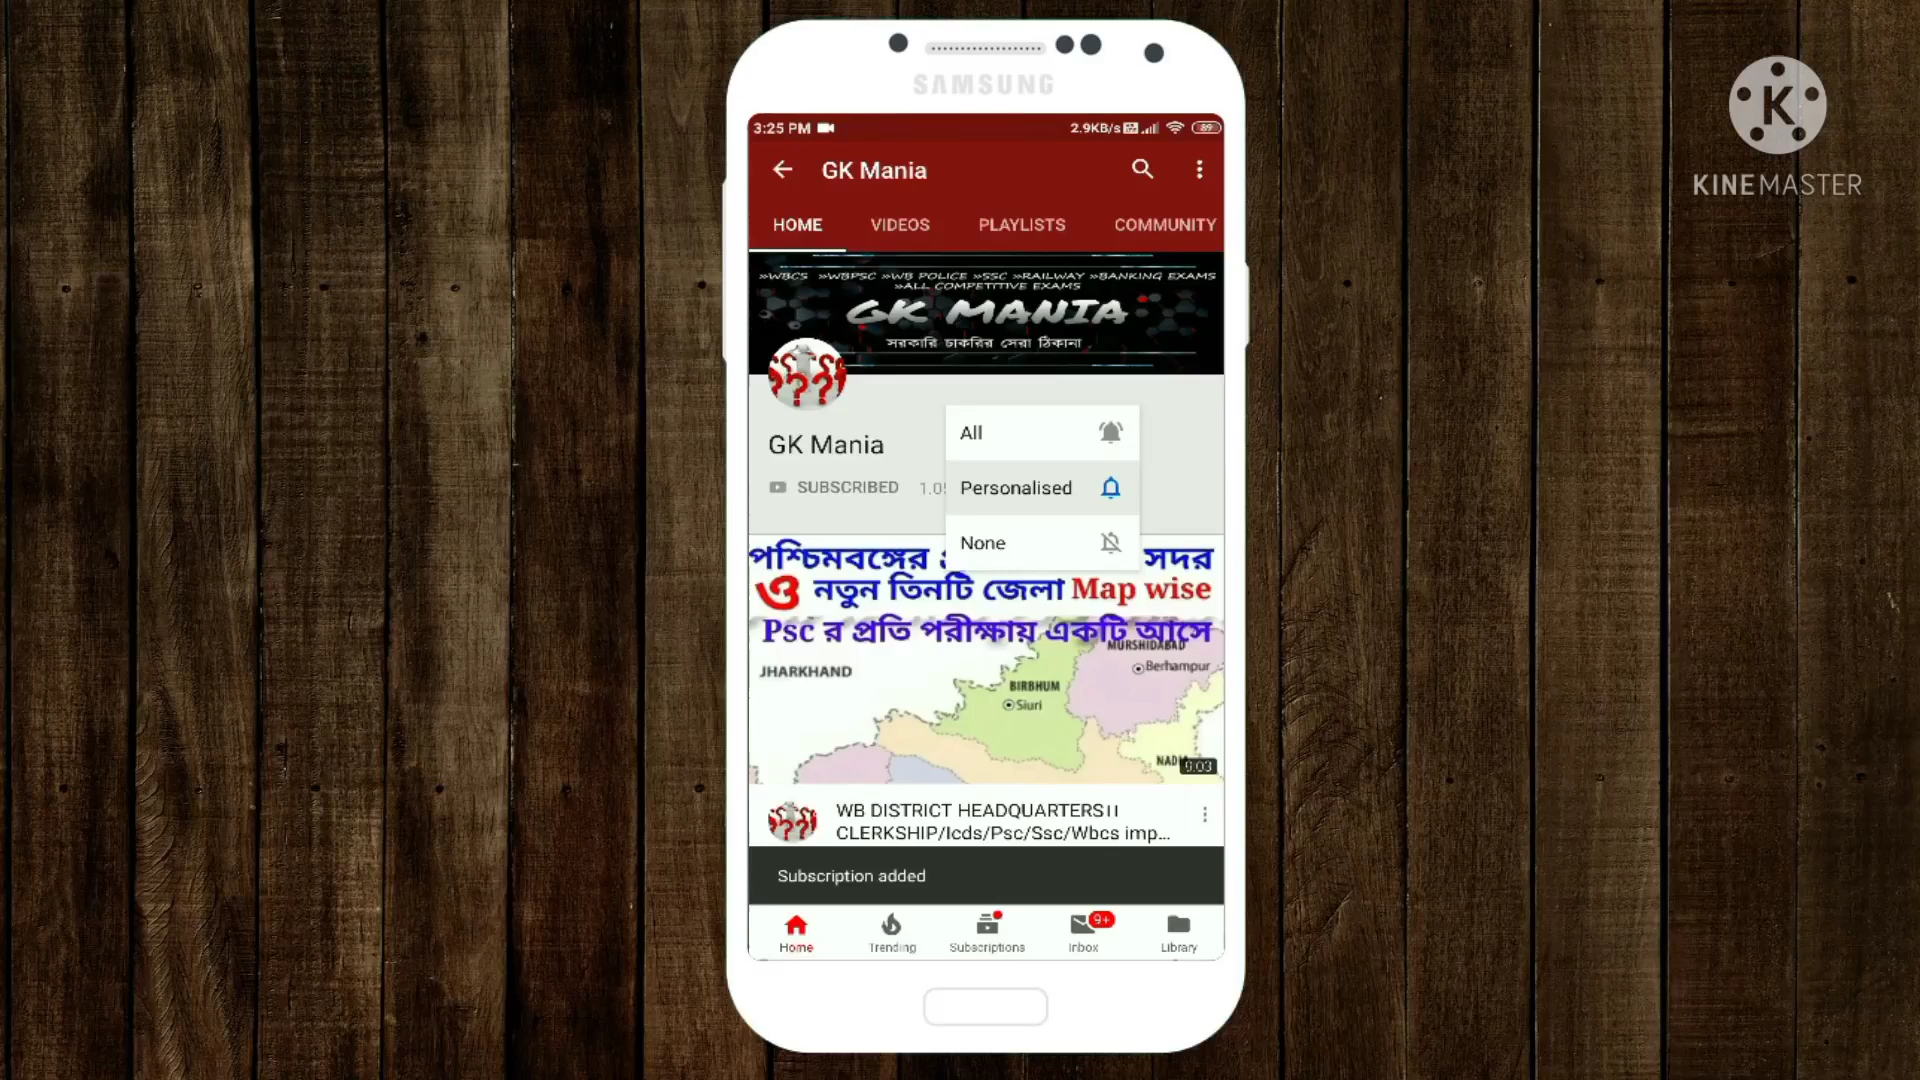 SAMSUNG
3:25 PM 2.9KB/s 89
GK Mania
HOME VIDEOS PLAYLISTS COMMUNITY
»WBCS »WBPSC »WB POLICE »SSC »RAILWAY »BANKING EXAMS
»ALL COMPETITIVE EXAMS
GK MANIA
সরকারি চাকরির সেরা ঠিকানা
All
GK Mania
SUBSCRIBED
Personalised
None
পশ্চিমবঙ্গের সদর
ও নতুন তিনটি জেলা Map wise
Psc র প্রতি পরীক্ষায় একটি আসে
MURSHIDABAD
JHARKHAND
Berhampur
BIRBHUM
Siuri
9:03
WB DISTRICT HEADQUARTERS।।
CLERKSHIP/Icds/Psc/Ssc/Wbcs imp...
Subscription added
9+
Home Trending Subscriptions Inbox Library
K
KINEMASTER